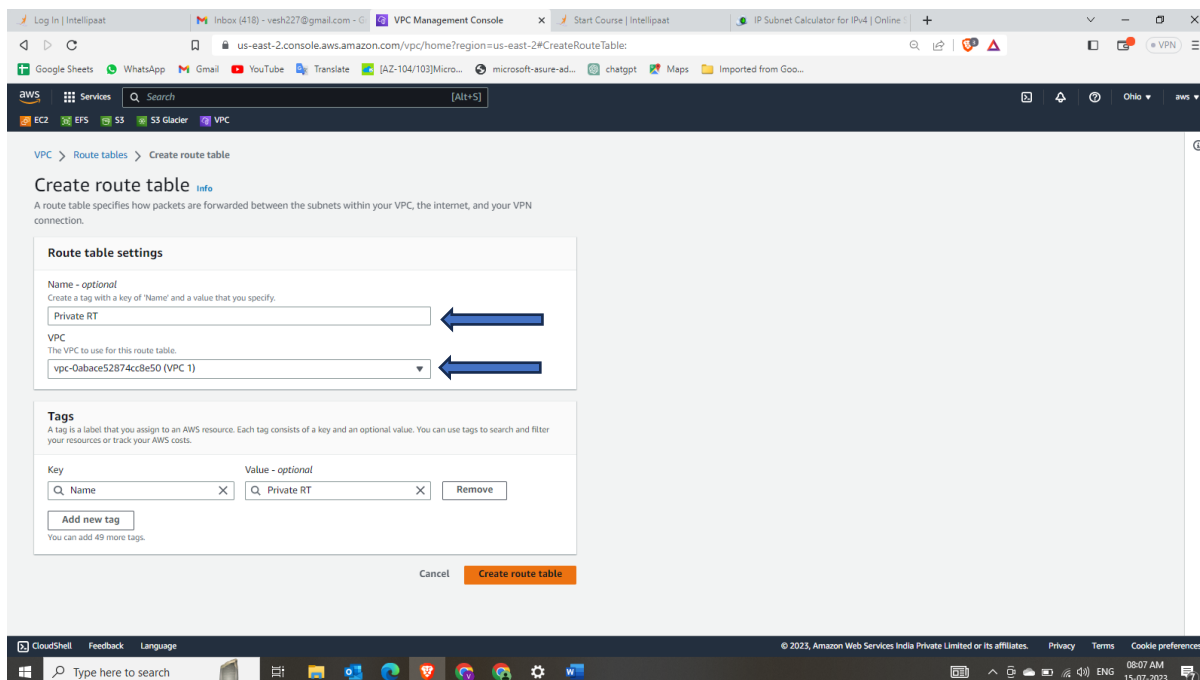 Log In | Intellipaat
Inbox (418) - vesh227@gmail.com - G
VPC Management Console
Start Course | Intellipaat
IP Subnet Calculator for IPv4 | Online
us-east-2.console.aws.amazon.com/vpc/home?region=us-east-2#CreateRouteTable:
VPN
Google Sheets WhatsApp Gmail YouTube Translate [AZ-104/103]Micro... microsoft-asure-ad... chatgpt Maps Imported from Goo...
aws Services Search [Alt+S] Ohio aws
EC2 EFS S3 S3 Glacier VPC
VPC > Route tables > Create route table
Create route table Info
A route table specifies how packets are forwarded between the subnets within your VPC, the internet, and your VPN
connection.
Route table settings
Name - optional
Create a tag with a key of 'Name' and a value that you specify.
Private RT
VPC
The VPC to use for this route table.
vpc-0abace52874cc8e50 (VPC 1)
Tags
A tag is a label that you assign to an AWS resource. Each tag consists of a key and an optional value. You can use tags to search and filter
your resources or track your AWS costs.
Key Value - optional
Name Private RT Remove
Add new tag
You can add 49 more tags.
Cancel Create route table
CloudShell Feedback Language © 2023, Amazon Web Services India Private Limited or its affiliates. Privacy Terms Cookie preferences
Type here to search ENG 08:07 AM
15-07-2023